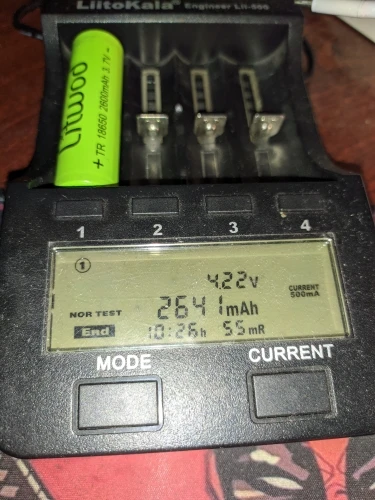 LiitoKala Engineer Lii-500
Litwoo
+ TR 18650 2600mAh 3.7V -
1 2 3 4
1
4.22V
CURRENT
500mA
NOR TEST 2641mAh
End 10:26h 55mR
MODE CURRENT